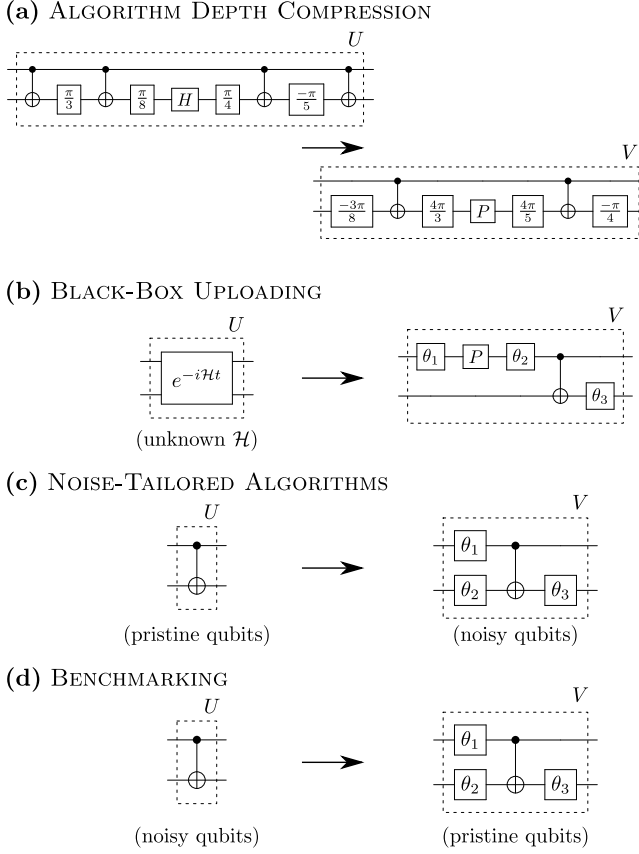 (a) ALGORITHM DEPTH COMPRESSION
U
π/3 π/8 H π/4 -π/5
V
-3π/8 4π/3 P 4π/5 -π/4
(b) BLACK-BOX UPLOADING
U V
e^{-iℋt} θ₁ P θ₂
θ₃
(unknown ℋ)
(c) NOISE-TAILORED ALGORITHMS
U V
θ₁
θ₂ θ₃
(pristine qubits) (noisy qubits)
(d) BENCHMARKING
U V
θ₁
θ₂ θ₃
(noisy qubits) (pristine qubits)